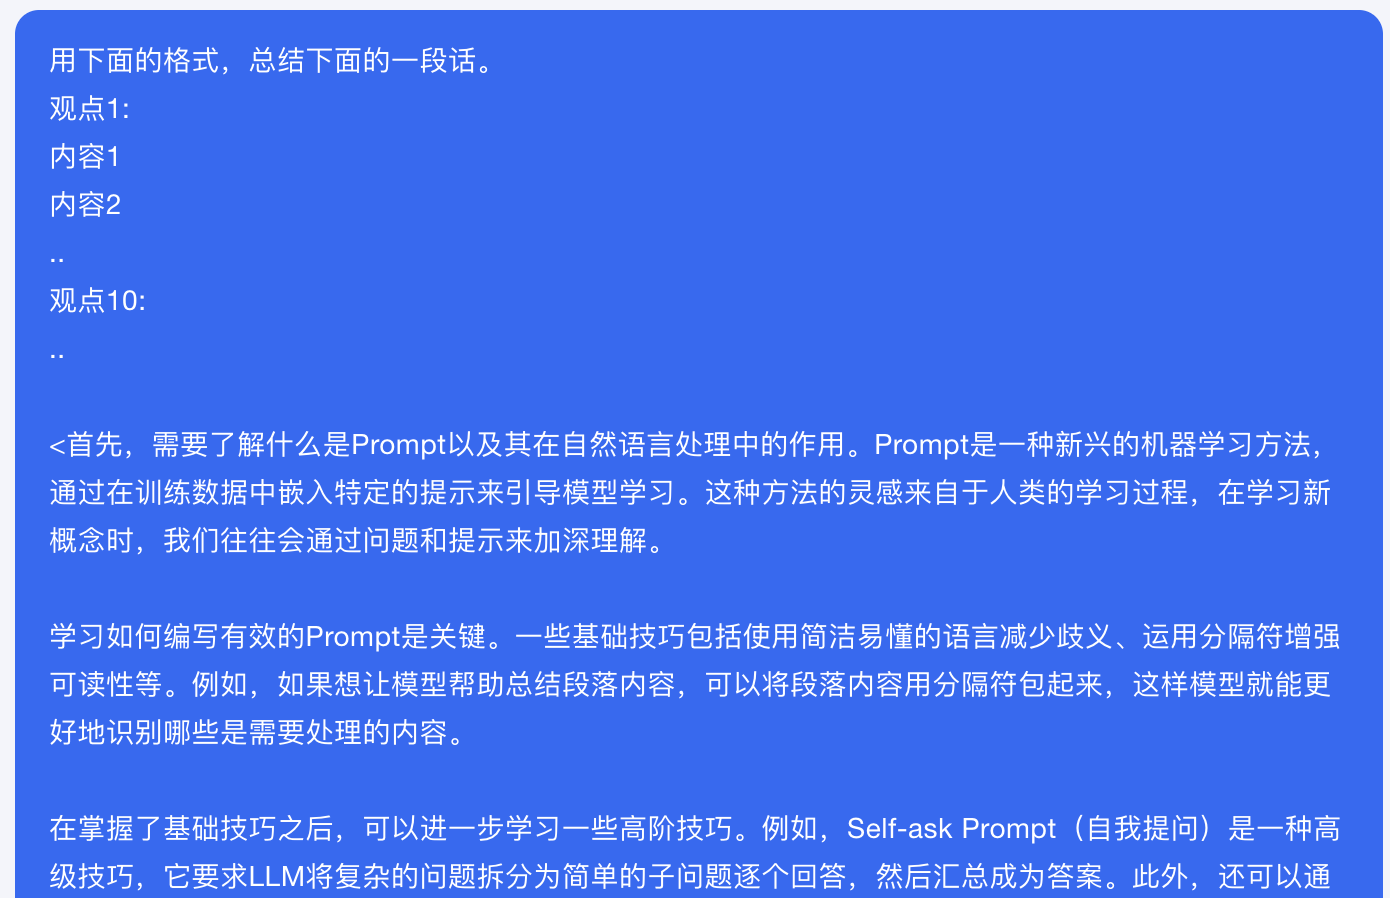 用下面的格式，总结下面的一段话。
观点1:
内容1
内容2
..
观点10:
..
<首先，需要了解什么是Prompt以及其在自然语言处理中的作用。Prompt是一种新兴的机器学习方法，
通过在训练数据中嵌入特定的提示来引导模型学习。这种方法的灵感来自于人类的学习过程，在学习新
概念时，我们往往会通过问题和提示来加深理解。
学习如何编写有效的Prompt是关键。一些基础技巧包括使用简洁易懂的语言减少歧义、运用分隔符增强
可读性等。例如，如果想让模型帮助总结段落内容，可以将段落内容用分隔符包起来，这样模型就能更
好地识别哪些是需要处理的内容。
在掌握了基础技巧之后，可以进一步学习一些高阶技巧。例如，Self-ask Prompt（自我提问）是一种高
级技巧，它要求LLM将复杂的问题拆分为简单的子问题逐个回答，然后汇总成为答案。此外，还可以通